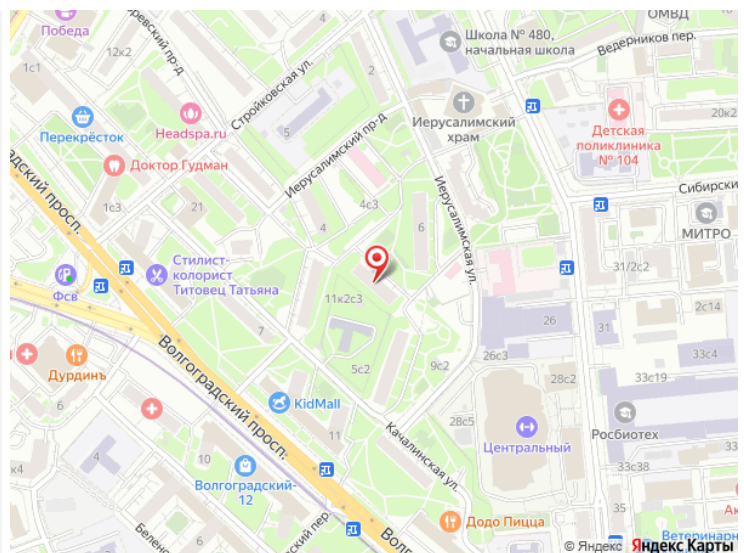 Победа
12к2
1с1
Перекрёсток
Headspa.ru
Стройковская ул.
2
5
Школа № 480,
начальная школа
ОМВД
Ведерников пер.
Иерусалимский
храм
Детская
поликлиника
№ 104
20к2
Доктор Гудман
Иерусалимский пр-д
Сибирски
МИТРО
1с3
21
4
4с3
6
Иерусалимская ул.
Стилист-
колорист
Титовец Татьяна
Фсв
11к2с3
31/2с2
2с14
Дурдинъ
7
5с2
9с2
26
26с3
31
33с4
28с2
33с19
Волгоградский просп.
KidMall
6
11
28с5
Центральный
Росбиотех
4
10
Качалинская ул.
33с38
Волгоградский-
12
35
Додо Пицца
© Яндекс Яндекс Карты